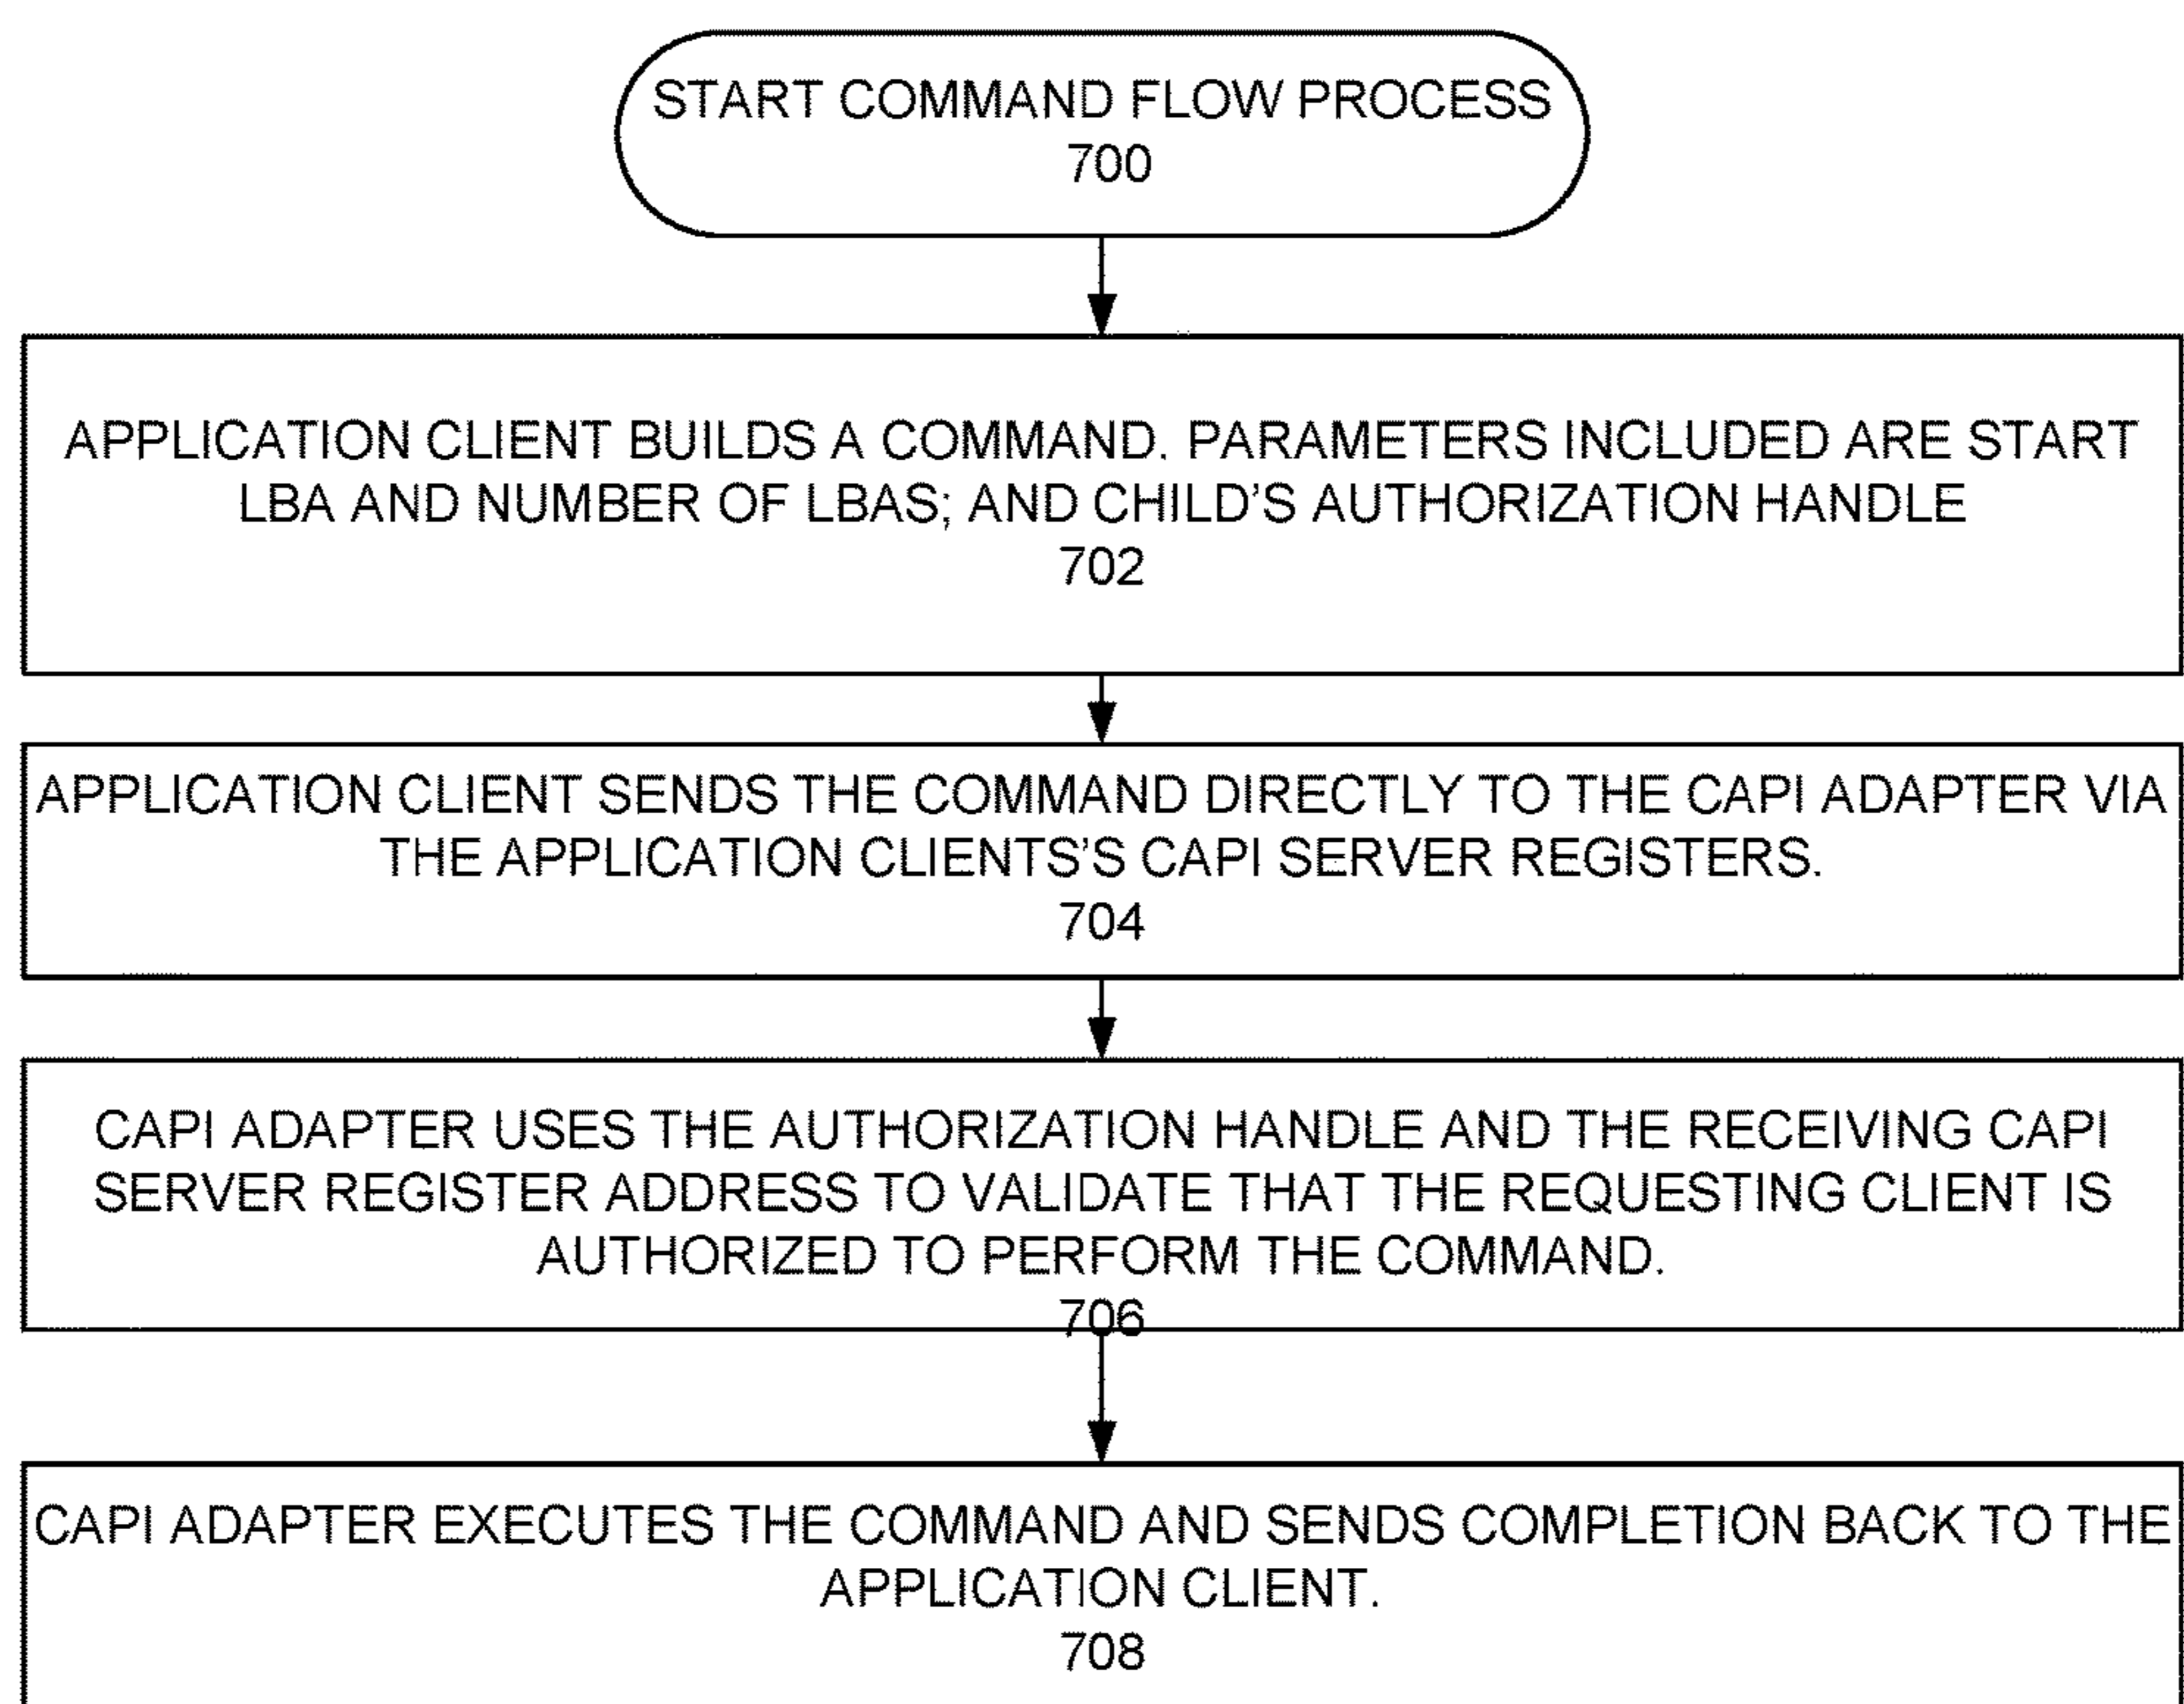 START COMMAND FLOW PROCESS
700
APPLICATION CLIENT BUILDS A COMMAND. PARAMETERS INCLUDED ARE START
LBA AND NUMBER OF LBAS; AND CHILD'S AUTHORIZATION HANDLE
702
APPLICATION CLIENT SENDS THE COMMAND DIRECTLY TO THE CAPI ADAPTER VIA
THE APPLICATION CLIENTS'S CAPI SERVER REGISTERS.
704
CAPI ADAPTER USES THE AUTHORIZATION HANDLE AND THE RECEIVING CAPI
SERVER REGISTER ADDRESS TO VALIDATE THAT THE REQUESTING CLIENT IS
AUTHORIZED TO PERFORM THE COMMAND.
706
CAPI ADAPTER EXECUTES THE COMMAND AND SENDS COMPLETION BACK TO THE
APPLICATION CLIENT.
708